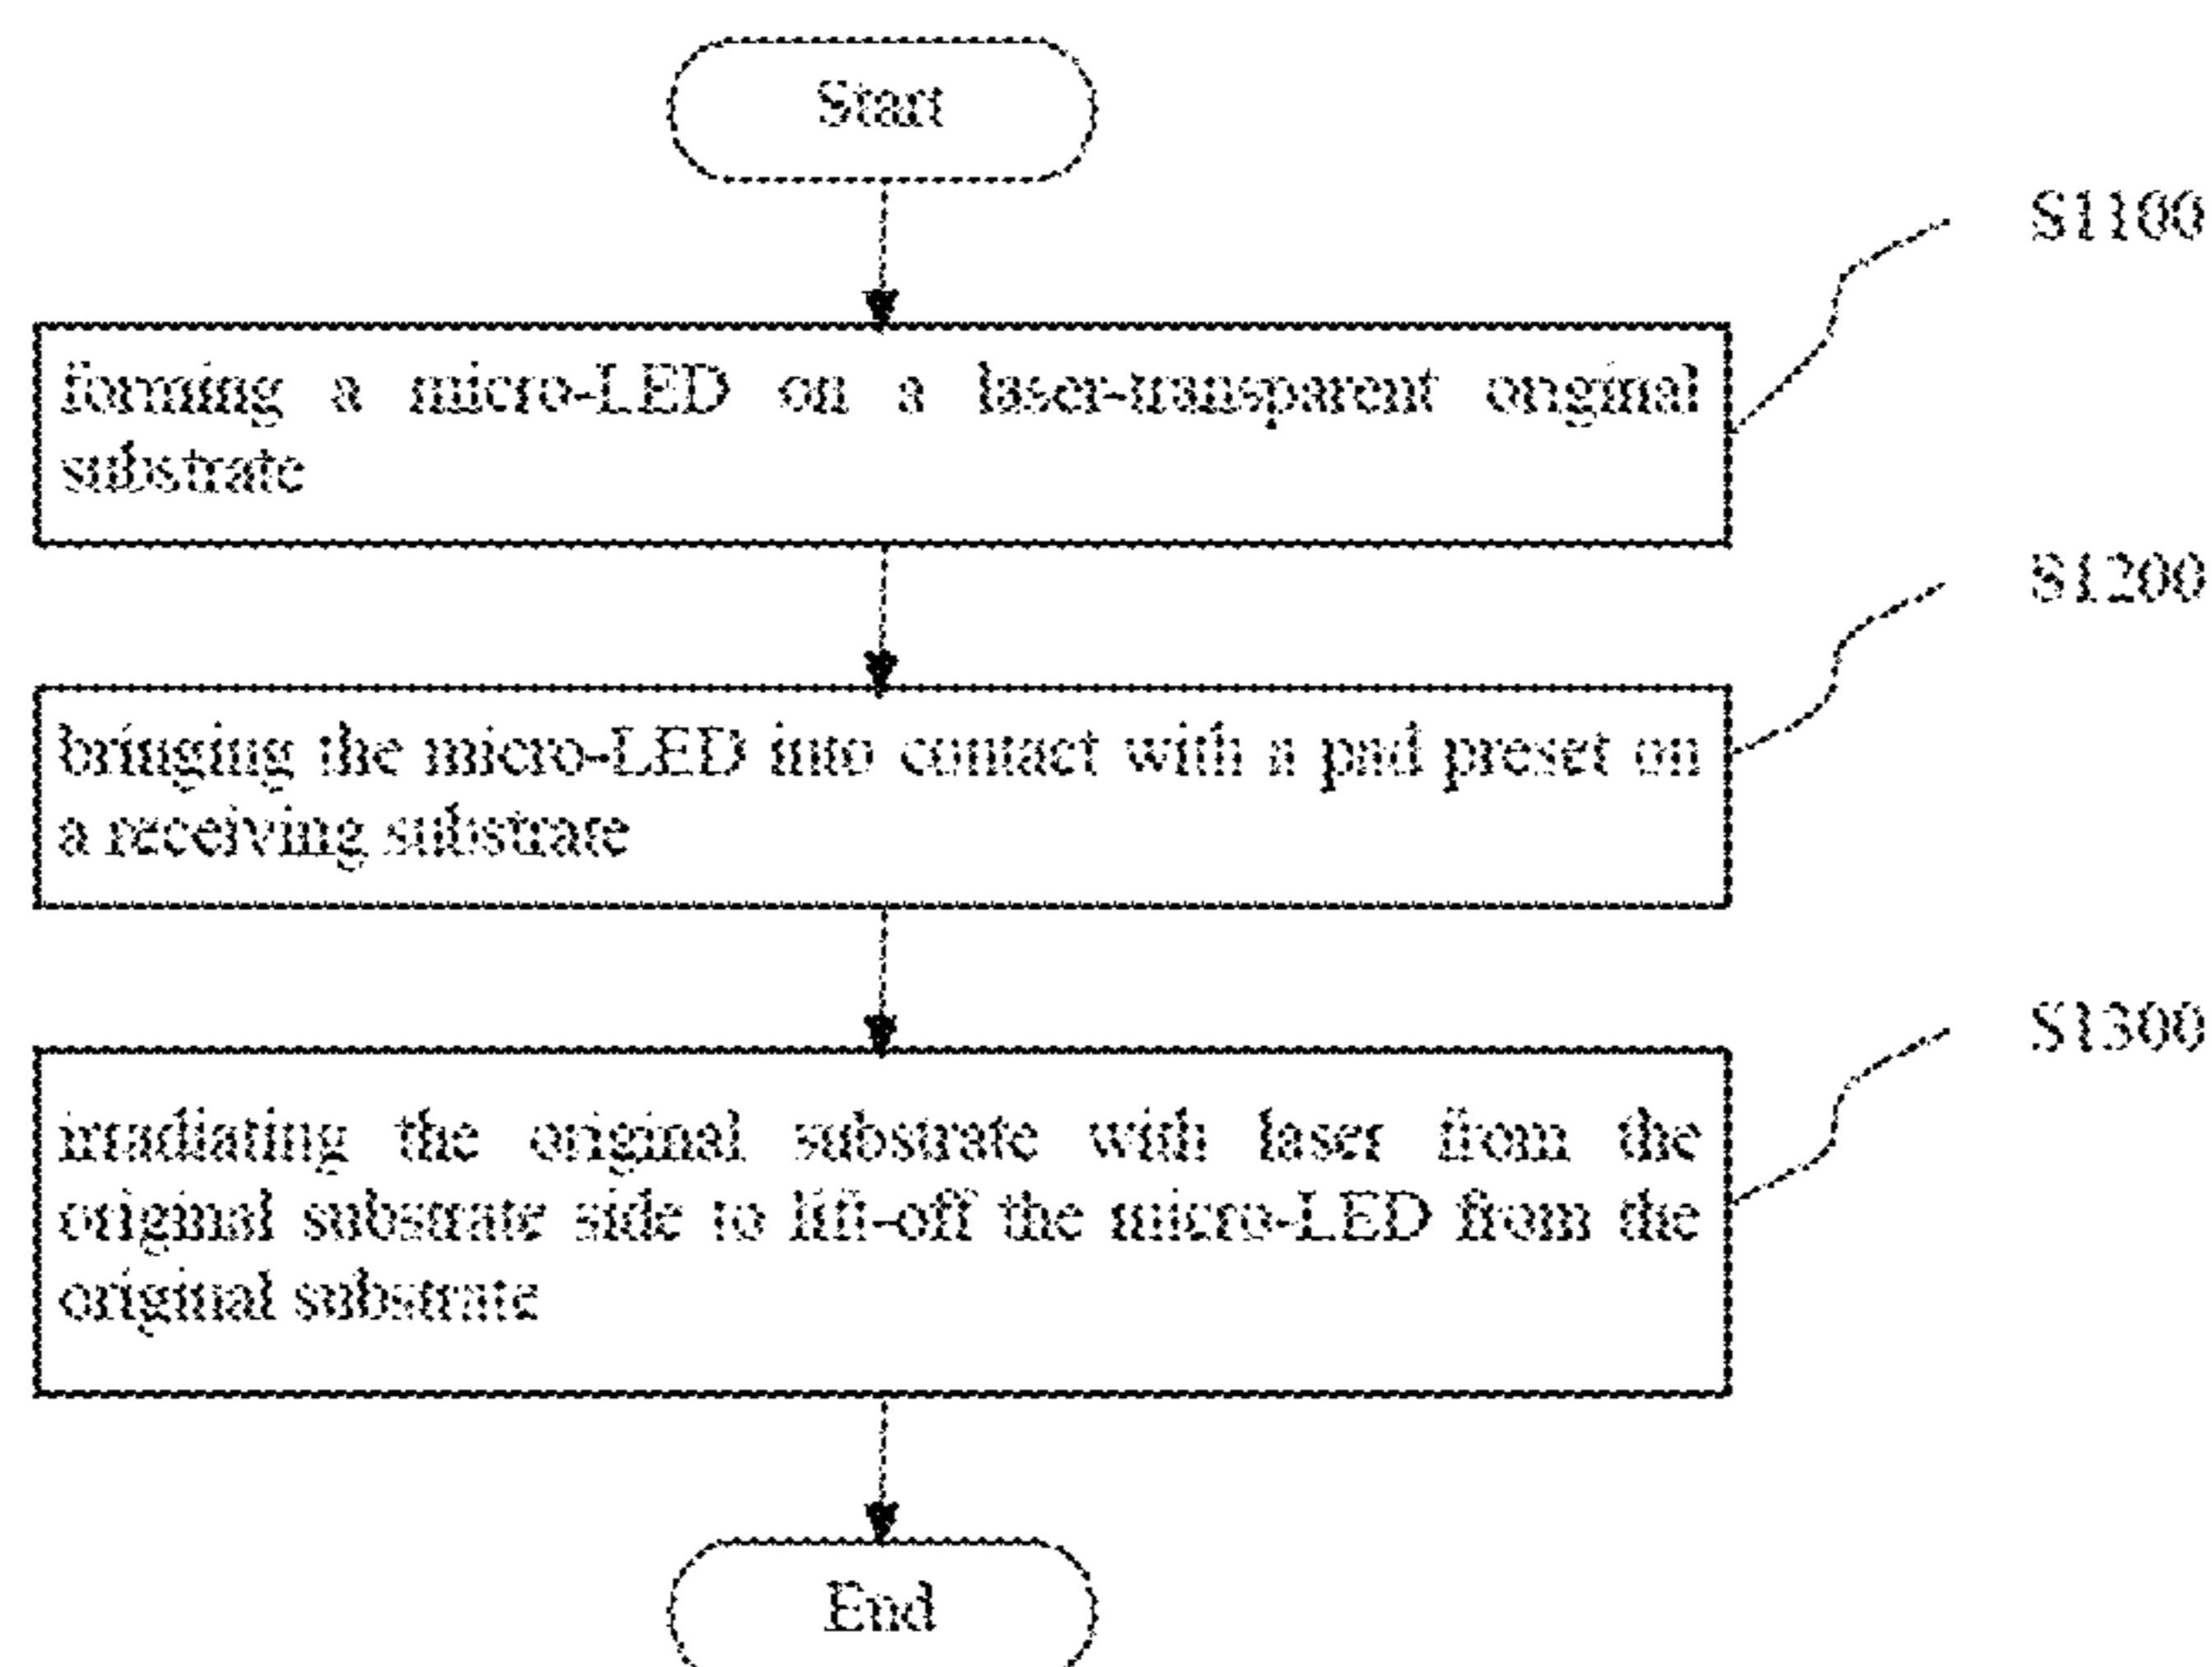 Start
S1100
forming a micro-LED on a laser-transparent original
substrate
S1200
bringing the micro-LED into contact with a pad preset on
a receiving substrate
S1300
irradiating the original substrate with laser from the
original substrate side to lift-off the micro-LED from the
original substrate
End